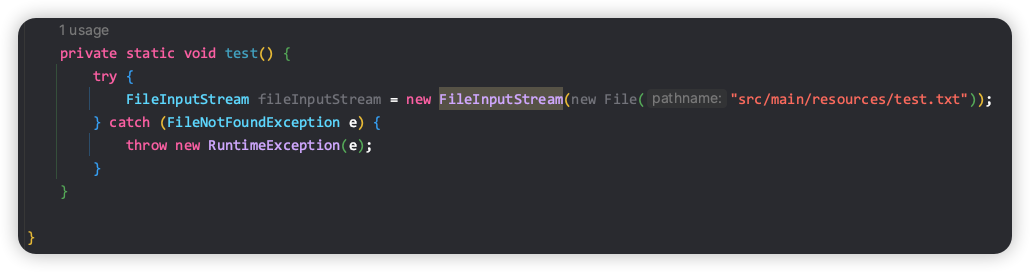 1 usage
private static void test() {
try {
FileInputStream fileInputStream = new FileInputStream(new File( pathname: "src/main/resources/test.txt"));
} catch (FileNotFoundException e) {
throw new RuntimeException(e);
}
}
}